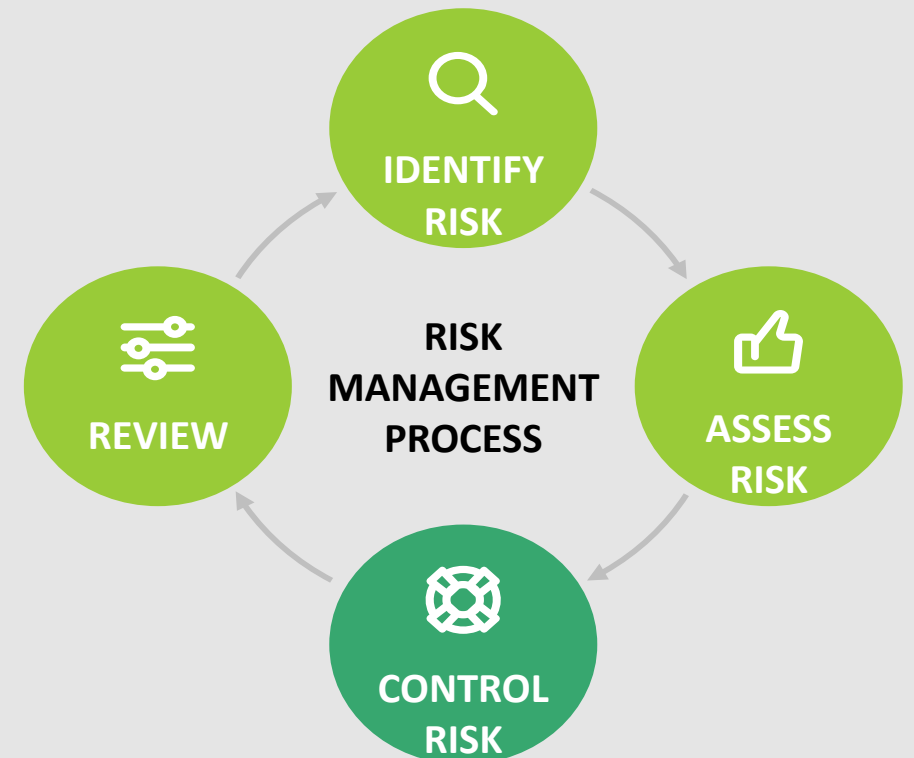 IDENTIFY
RISK
RISK
MANAGEMENT
PROCESS
REVIEW
ASSESS
RISK
CONTROL
RISK